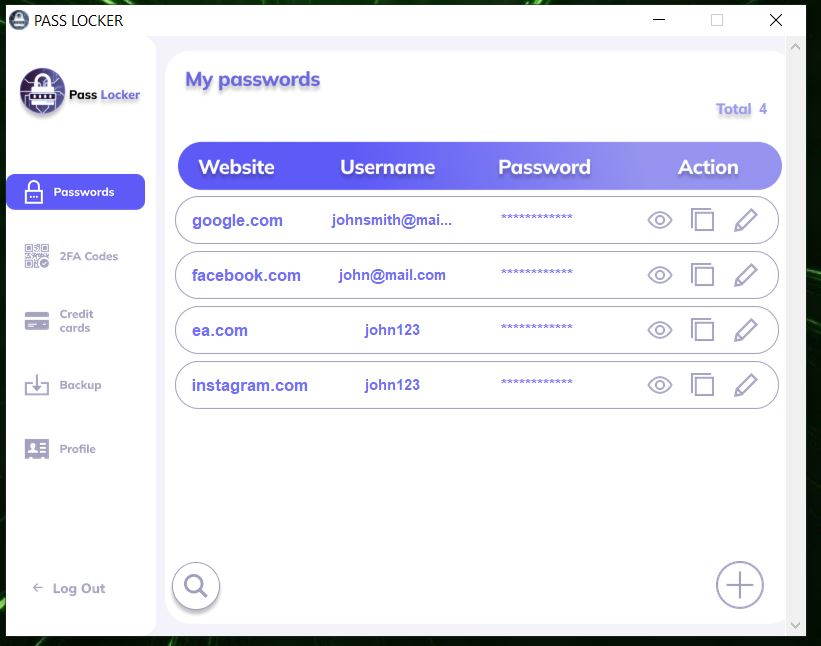 PASS LOCKER
Pass Locker
Passwords
2FA Codes
Credit
cards
Backup
Profile
← Log Out
My passwords
Total 4
Website Username Password Action
google.com johnsmith@mai... ************
facebook.com john@mail.com ************
ea.com john123 ************
instagram.com john123 ************